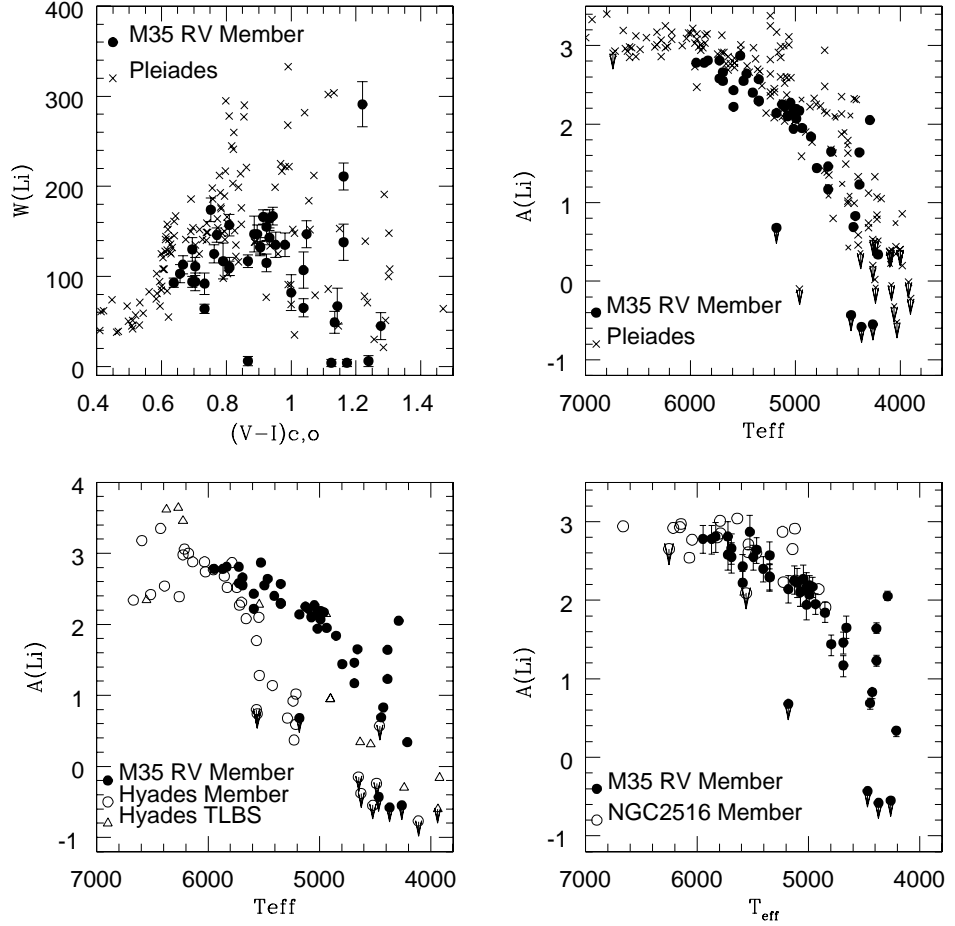 400
300
200
100
0
W(Li)
M35 RV Member
Pleiades
0.4 0.6 0.8 1 1.2 1.4
(V−I)c,o
3
2
1
0
-1
A(Li)
M35 RV Member
Pleiades
7000 6000 5000 4000
Teff
4
3
2
1
0
-1
A(Li)
M35 RV Member
Hyades Member
Hyades TLBS
7000 6000 5000 4000
Teff
4
3
2
1
0
-1
A(Li)
M35 RV Member
NGC2516 Member
7000 6000 5000 4000
Teff